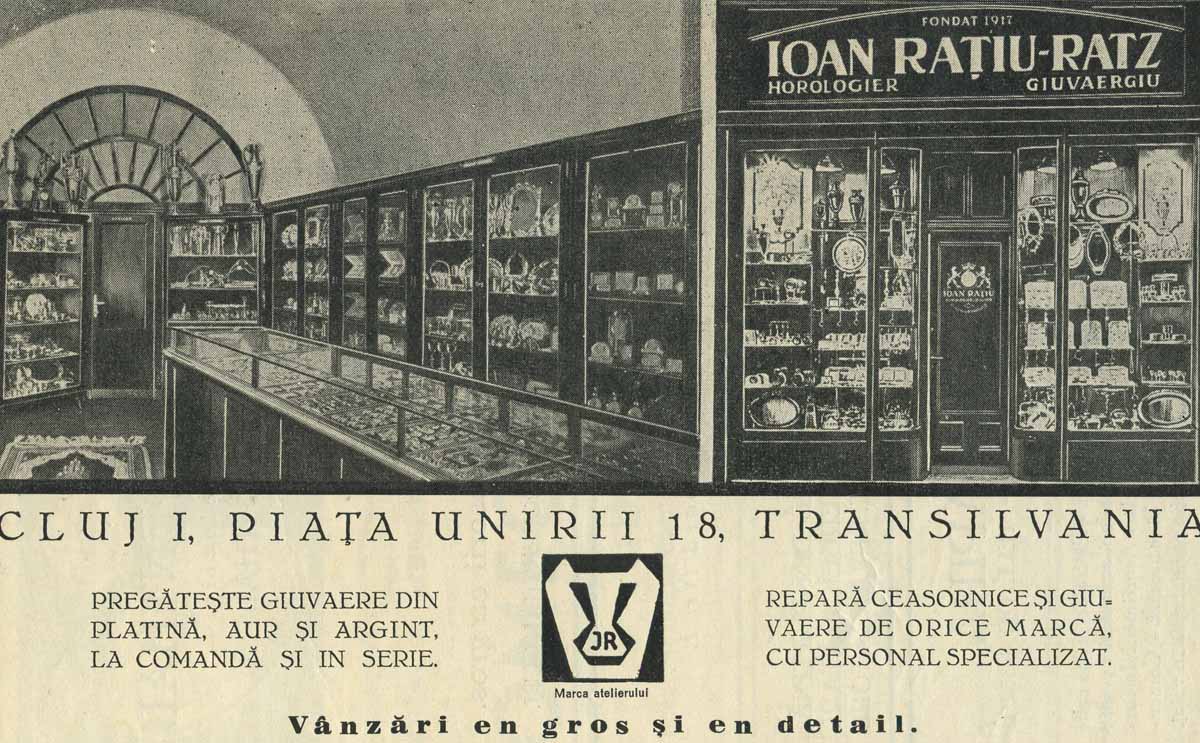 FONDAT 1917
IOAN RAȚIU-RATZ
HOROLOGIER GIUVAERGIU
IOAN RAȚIU
CLUJ I, PIAȚA UNIRII 18, TRANSILVANIA
PREGĂTEȘTE GIUVAERE DIN
PLATINĂ, AUR ȘI ARGINT,
LA COMANDĂ ȘI IN SERIE.
JR
Marca atelierului
REPARĂ CEASORNICE ȘI GIU=
VAERE DE ORICE MARCĂ,
CU PERSONAL SPECIALIZAT.
Vânzări en gros și en detail.